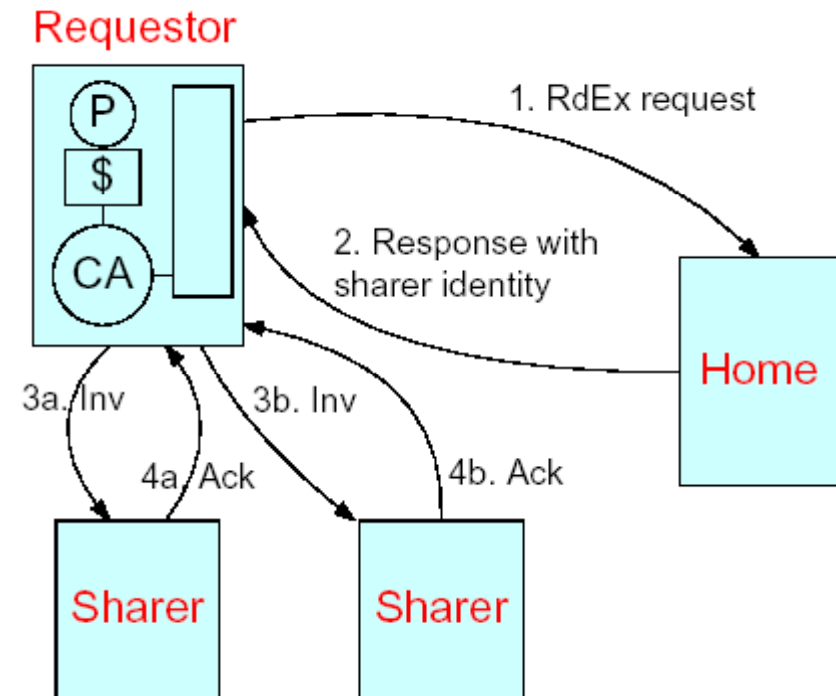 Requestor
P
$
CA
1. RdEx request
2. Response with
sharer identity
Home
3a. Inv
3b. Inv
4a. Ack
4b. Ack
Sharer
Sharer